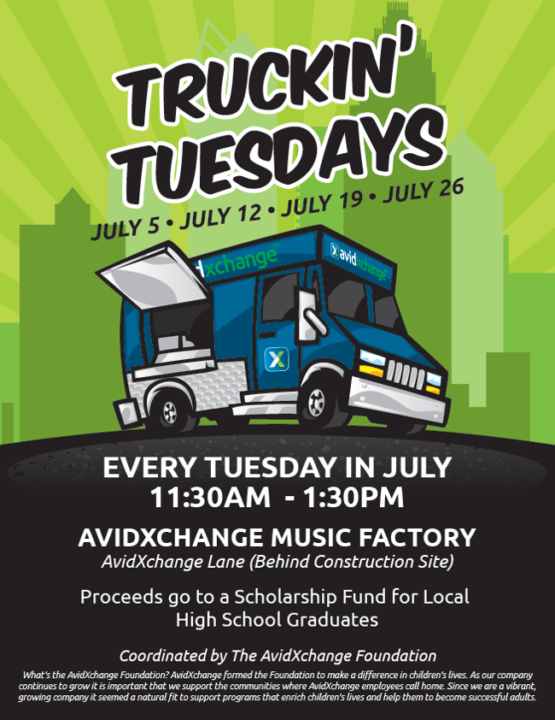 TRUCKIN'
TUESDAYS
JULY 5 • JULY 12 • JULY 19 • JULY 26
dxchange
avidxchange
X
EVERY TUESDAY IN JULY
11:30AM - 1:30PM
AVIDXCHANGE MUSIC FACTORY
AvidXchange Lane (Behind Construction Site)
Proceeds go to a Scholarship Fund for Local
High School Graduates
Coordinated by The AvidXchange Foundation
What's the AvidXchange Foundation? AvidXchange formed the Foundation to make a difference in children's lives. As our company
continues to grow it is important that we support the communities where AvidXchange employees call home. Since we are a vibrant,
growing company it seemed a natural fit to support programs that enrich children's lives and help them to become successful adults.